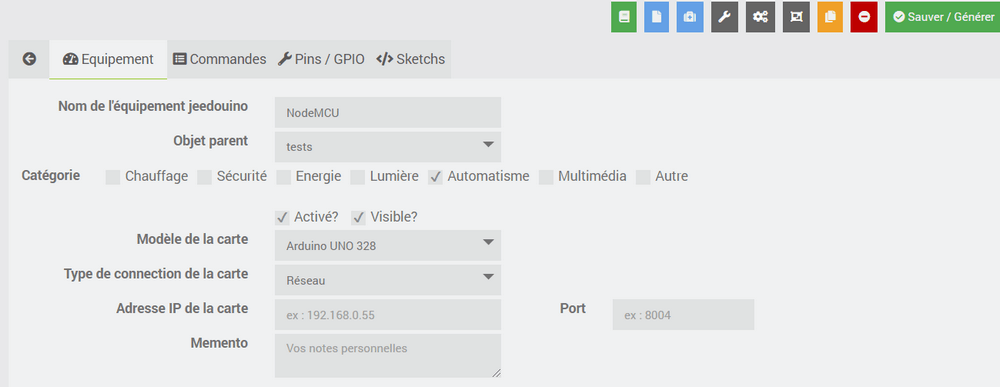 Sauver / Générer
Equipement Commandes Pins / GPIO Sketchs
Nom de l'équipement jeedouino NodeMCU
Objet parent tests
Catégorie Chauffage Sécurité Energie Lumière Automatisme Multimédia Autre
Activé? Visible?
Modèle de la carte Arduino UNO 328
Type de connection de la carte Réseau
Adresse IP de la carte ex : 192.168.0.55 Port ex : 8004
Memento Vos notes personnelles